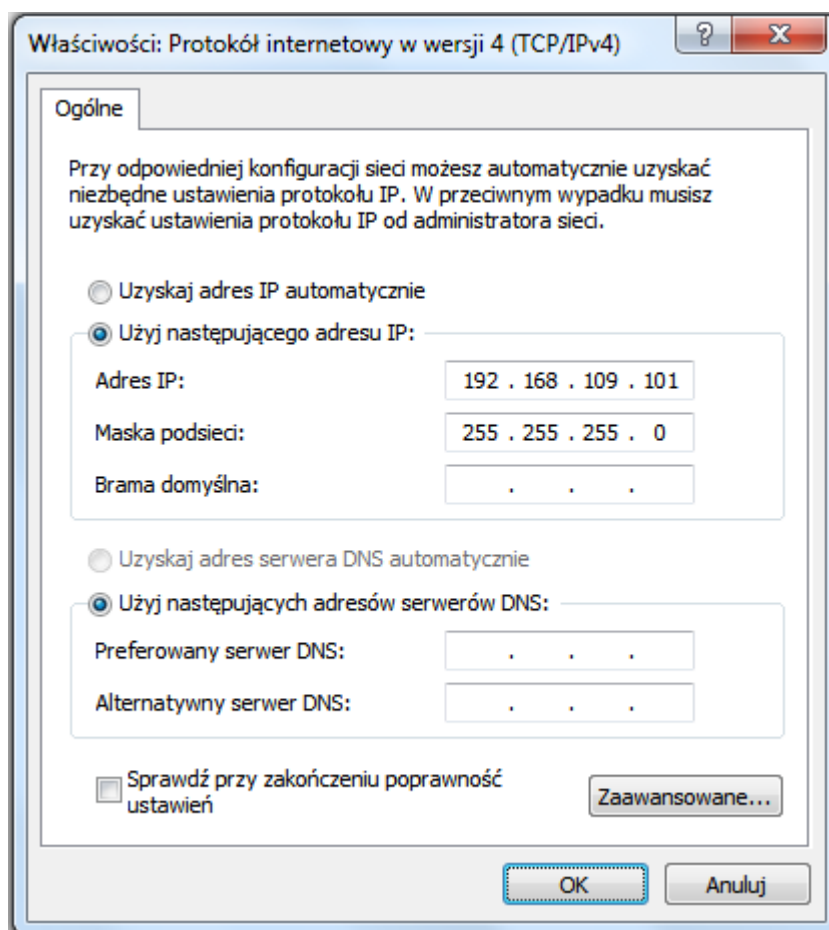 Właściwości: Protokół internetowy w wersji 4 (TCP/IPv4)
Ogólne
Przy odpowiedniej konfiguracji sieci możesz automatycznie uzyskać
niezbędne ustawienia protokołu IP. W przeciwnym wypadku musisz
uzyskać ustawienia protokołu IP od administratora sieci.
Uzyskaj adres IP automatycznie
Użyj następującego adresu IP:
Adres IP: 192 . 168 . 109 . 101
Maska podsieci: 255 . 255 . 255 . 0
Brama domyślna: . . .
Uzyskaj adres serwera DNS automatycznie
Użyj następujących adresów serwerów DNS:
Preferowany serwer DNS: . . .
Alternatywny serwer DNS: . . .
Sprawdź przy zakończeniu poprawność
ustawień
Zaawansowane...
OK Anuluj